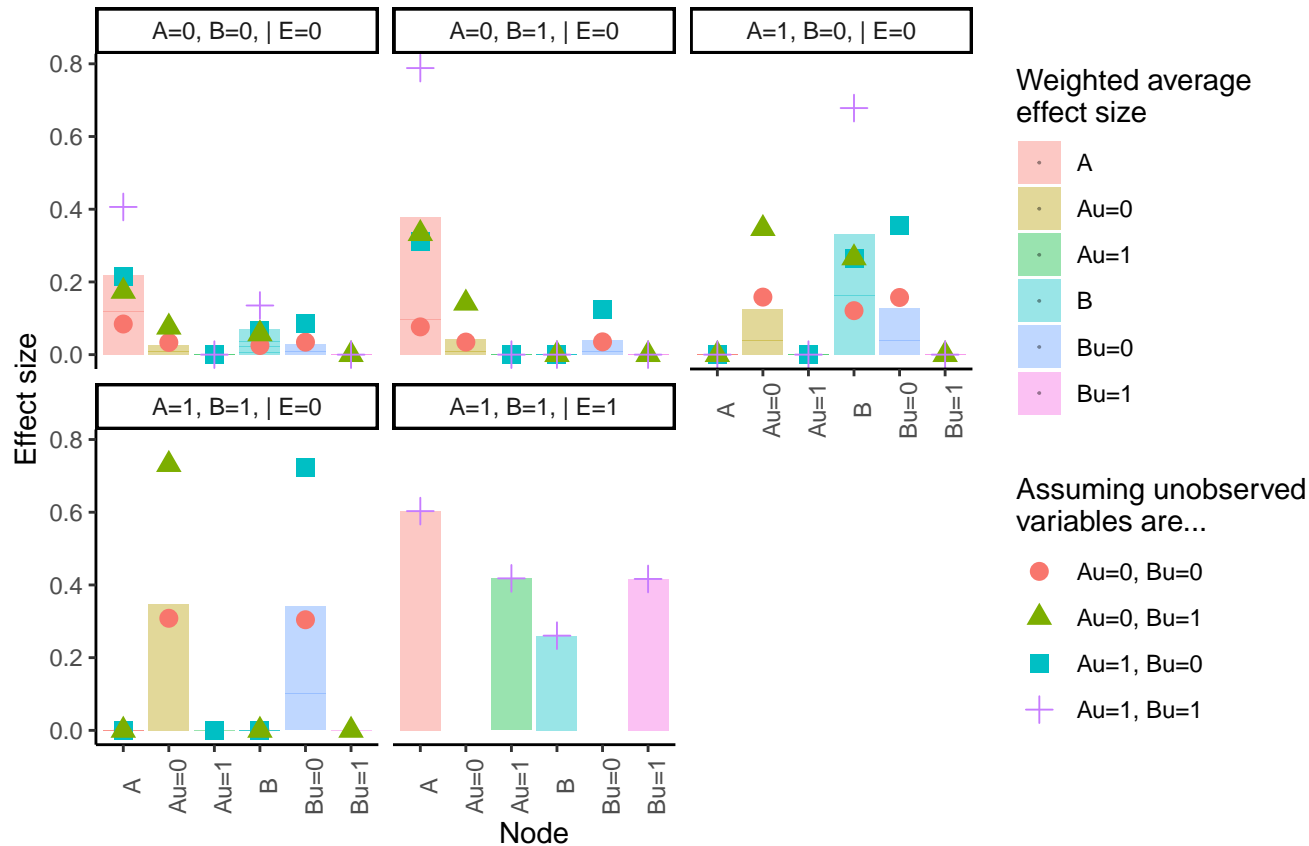 A=0, B=0, | E=0
A=0, B=1, | E=0
A=1, B=0, | E=0
0.8
0.6
0.4
0.2
0.0
A
Au=0
Au=1
B
Bu=0
Bu=1
A=1, B=1, | E=0
A=1, B=1, | E=1
0.8
0.6
0.4
0.2
0.0
A
Au=0
Au=1
B
Bu=0
Bu=1
A
Au=0
Au=1
B
Bu=0
Bu=1
Effect size
Node
Weighted average
effect size
A
Au=0
Au=1
B
Bu=0
Bu=1
Assuming unobserved
variables are...
Au=0, Bu=0
Au=0, Bu=1
Au=1, Bu=0
Au=1, Bu=1